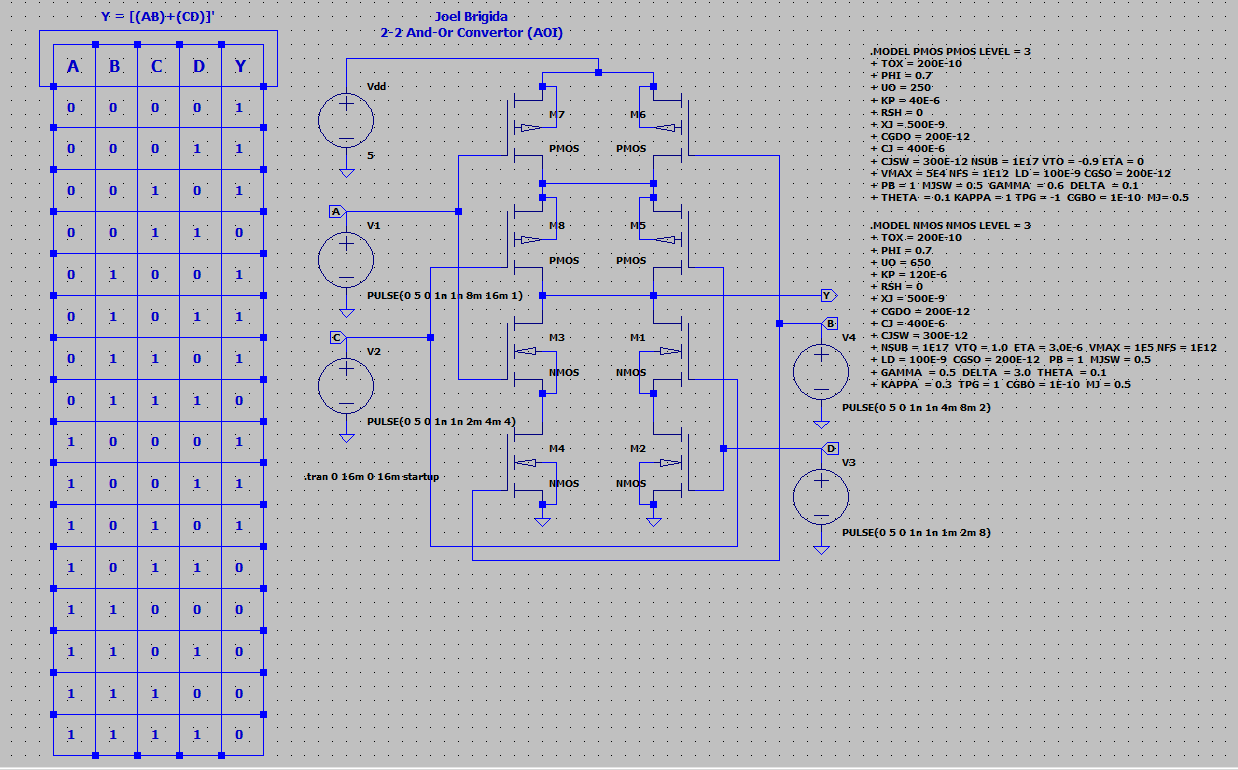 Y = [(AB)+(CD)]'
A B C D Y
0 0 0 0 1
0 0 0 1 1
0 0 1 0 1
0 0 1 1 0
0 1 0 0 1
0 1 0 1 1
0 1 1 0 1
0 1 1 1 0
1 0 0 0 1
1 0 0 1 1
1 0 1 0 1
1 0 1 1 0
1 1 0 0 0
1 1 0 1 0
1 1 1 0 0
1 1 1 1 0
Joel Brigida
2-2 And-Or Convertor (AOI)
Vdd
5
M7
PMOS
M6
PMOS
A
V1
PULSE(0 5 0 1n 1n 8m 16m 1)
M8
PMOS
M5
PMOS
Y
C
V2
PULSE(0 5 0 1n 1n 2m 4m 4)
M3
NMOS
M1
NMOS
B
V4
PULSE(0 5 0 1n 1n 4m 8m 2)
M4
NMOS
M2
NMOS
D
V3
PULSE(0 5 0 1n 1n 1m 2m 8)
.tran 0 16m 0 16m startup
.MODEL PMOS PMOS LEVEL = 3
+ TOX = 200E-10
+ PHI = 0.7
+ UO = 250
+ KP = 40E-6
+ RSH = 0
+ XJ = 500E-9
+ CGDO = 200E-12
+ CJ = 400E-6
+ CJSW = 300E-12 NSUB = 1E17 VTO = -0.9 ETA = 0
+ VMAX = 5E4 NFS = 1E12 LD = 100E-9 CGSO = 200E-12
+ PB = 1 MJSW = 0.5 GAMMA = 0.6 DELTA = 0.1
+ THETA = 0.1 KAPPA = 1 TPG = -1 CGBO = 1E-10 MJ= 0.5
.MODEL NMOS NMOS LEVEL = 3
+ TOX = 200E-10
+ PHI = 0.7
+ UO = 650
+ KP = 120E-6
+ RSH = 0
+ XJ = 500E-9
+ CGDO = 200E-12
+ CJ = 400E-6
+ CJSW = 300E-12
+ NSUB = 1E17 VTO = 1.0 ETA = 3.0E-6 VMAX = 1E5 NFS = 1E12
+ LD = 100E-9 CGSO = 200E-12 PB = 1 MJSW = 0.5
+ GAMMA = 0.5 DELTA = 3.0 THETA = 0.1
+ KAPPA = 0.3 TPG = 1 CGBO = 1E-10 MJ = 0.5